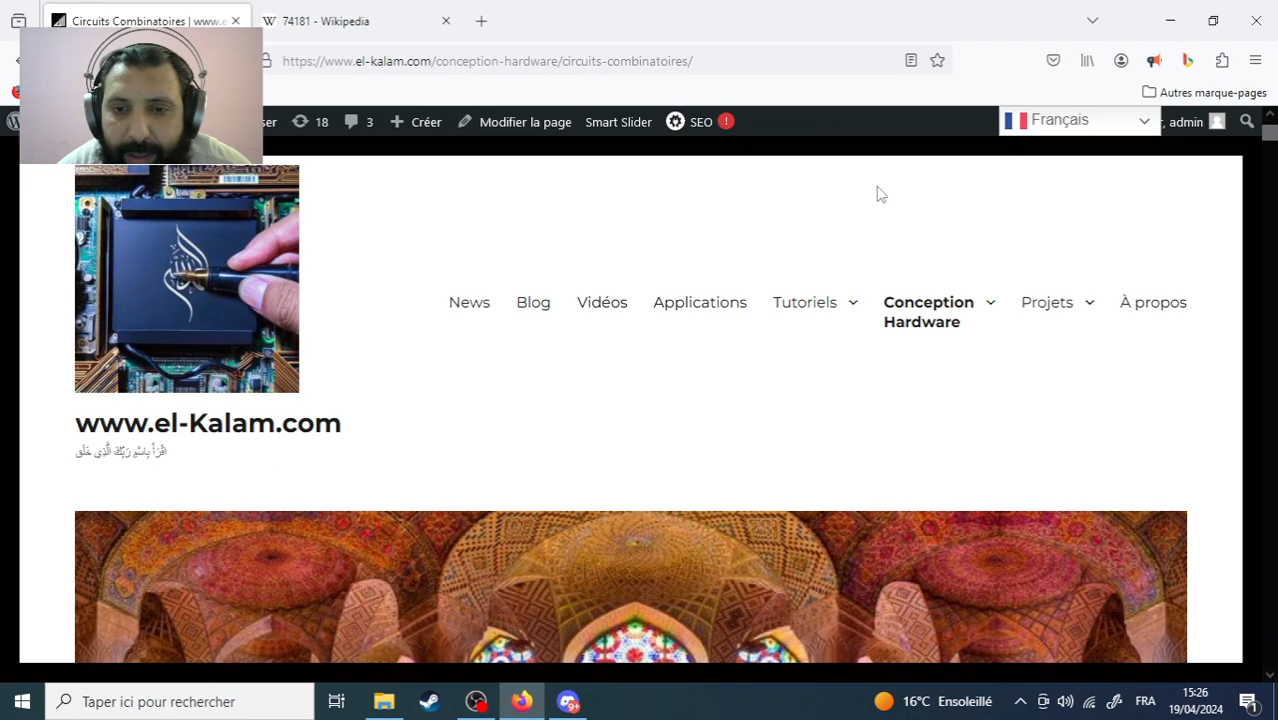 Circuits Combinatoires | www.e
74181 - Wikipedia
https://www.el-kalam.com/conception-hardware/circuits-combinatoires/
Autres marque-pages
18
3
Créer
Modifier la page
Smart Slider
SEO
!
Français
, admin
News
Blog
Vidéos
Applications
Tutoriels
Conception
Hardware
Projets
À propos
www.el-Kalam.com
اقْرَأْ بِاسْمِ رَبِّكَ الَّذِي خَلَقَ
Taper ici pour rechercher
9+
16°C Ensoleillé
FRA
15:26
19/04/2024
1